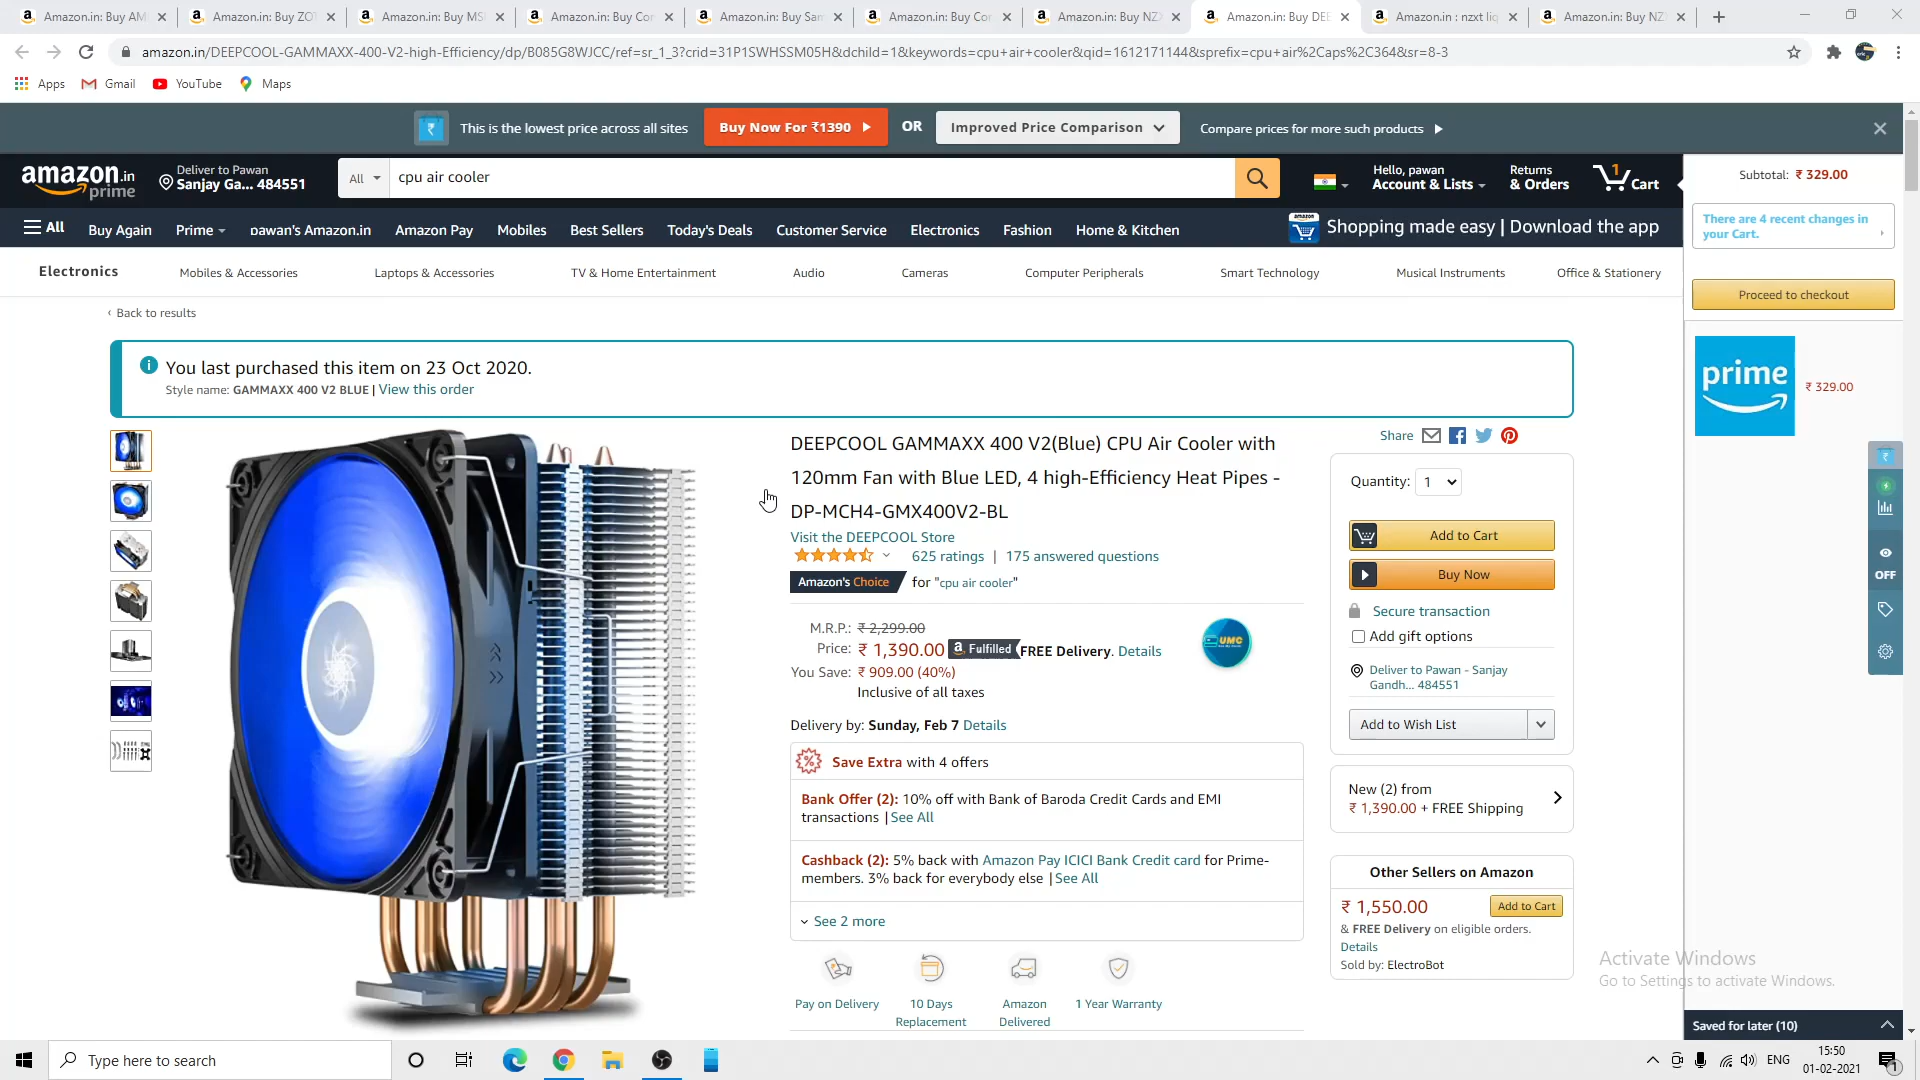 Amazon.in: Buy AM
Amazon.in: Buy ZOT
Amazon.in: Buy MSI
Amazon.in: Buy Cor
Amazon.in: Buy Sam
Amazon.in: Buy Cor
Amazon.in: Buy NZX
Amazon.in: Buy DEE
Amazon.in : nzxt liq
Amazon.in: Buy NZX
amazon.in/DEEPCOOL-GAMMAXX-400-V2-high-Efficiency/dp/B085G8WJCC/ref=sr_1_3?crid=31P1SWHSSM05H&dchild=1&keywords=cpu+air+cooler&qid=1612171144&sprefix=cpu+air%2Caps%2C364&sr=8-3
Apps Gmail YouTube Maps
This is the lowest price across all sites Buy Now For ₹1390 OR Improved Price Comparison Compare prices for more such products
amazon.in prime
Deliver to Pawan
Sanjay Ga... 484551
All cpu air cooler
Hello, pawan
Account & Lists
Returns
& Orders
1 Cart
Subtotal: ₹ 329.00
There are 4 recent changes in
your Cart.
Proceed to checkout
All Buy Again Prime pawan's Amazon.in Amazon Pay Mobiles Best Sellers Today's Deals Customer Service Electronics Fashion Home & Kitchen
amazon Shopping made easy | Download the app
Electronics Mobiles & Accessories Laptops & Accessories TV & Home Entertainment Audio Cameras Computer Peripherals Smart Technology Musical Instruments Office & Stationery
‹ Back to results
You last purchased this item on 23 Oct 2020.
Style name: GAMMAXX 400 V2 BLUE | View this order
prime
₹ 329.00
DEEPCOOL GAMMAXX 400 V2(Blue) CPU Air Cooler with
120mm Fan with Blue LED, 4 high-Efficiency Heat Pipes -
DP-MCH4-GMX400V2-BL
Visit the DEEPCOOL Store
625 ratings | 175 answered questions
Amazon's Choice for "cpu air cooler"
M.R.P.: ₹ 2,299.00
Price: ₹ 1,390.00 a Fulfilled FREE Delivery. Details
You Save: ₹ 909.00 (40%)
Inclusive of all taxes
UMC
Delivery by: Sunday, Feb 7 Details
Save Extra with 4 offers
Bank Offer (2): 10% off with Bank of Baroda Credit Cards and EMI
transactions | See All
Cashback (2): 5% back with Amazon Pay ICICI Bank Credit card for Prime-
members. 3% back for everybody else | See All
See 2 more
Pay on Delivery
10 Days
Replacement
Amazon
Delivered
1 Year Warranty
Share
Quantity: 1
Add to Cart
Buy Now
Secure transaction
Add gift options
Deliver to Pawan - Sanjay
Gandh... 484551
Add to Wish List
New (2) from
₹ 1,390.00 + FREE Shipping
Other Sellers on Amazon
₹ 1,550.00 Add to Cart
& FREE Delivery on eligible orders.
Details
Sold by: ElectroBot
OFF
Activate Windows
Go to Settings to activate Windows.
Saved for later (10)
Type here to search
ENG
15:50
01-02-2021
1